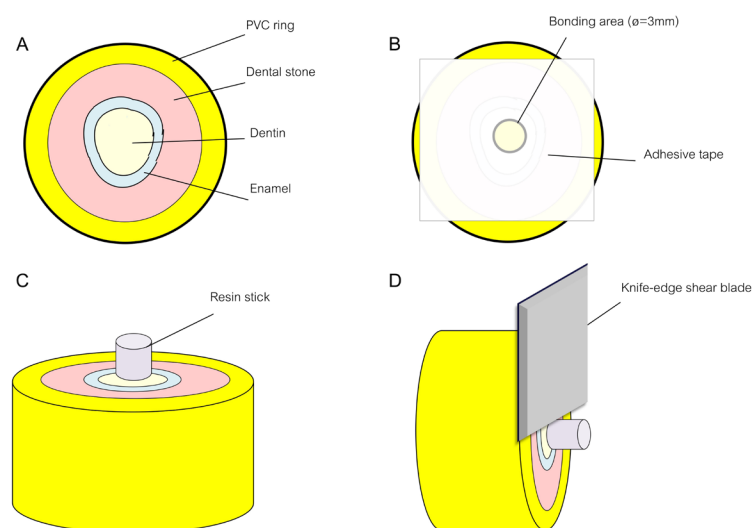 A
PVC ring
Dental stone
Dentin
Enamel
B
Bonding area (ø=3mm)
Adhesive tape
C
Resin stick
D
Knife-edge shear blade